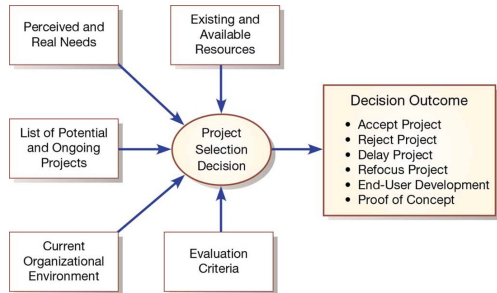 Perceived and
Real Needs
Existing and
Available
Resources
List of Potential
and Ongoing
Projects
Project
Selection
Decision
Decision Outcome
• Accept Project
• Reject Project
• Delay Project
• Refocus Project
• End-User Development
• Proof of Concept
Current
Organizational
Environment
Evaluation
Criteria